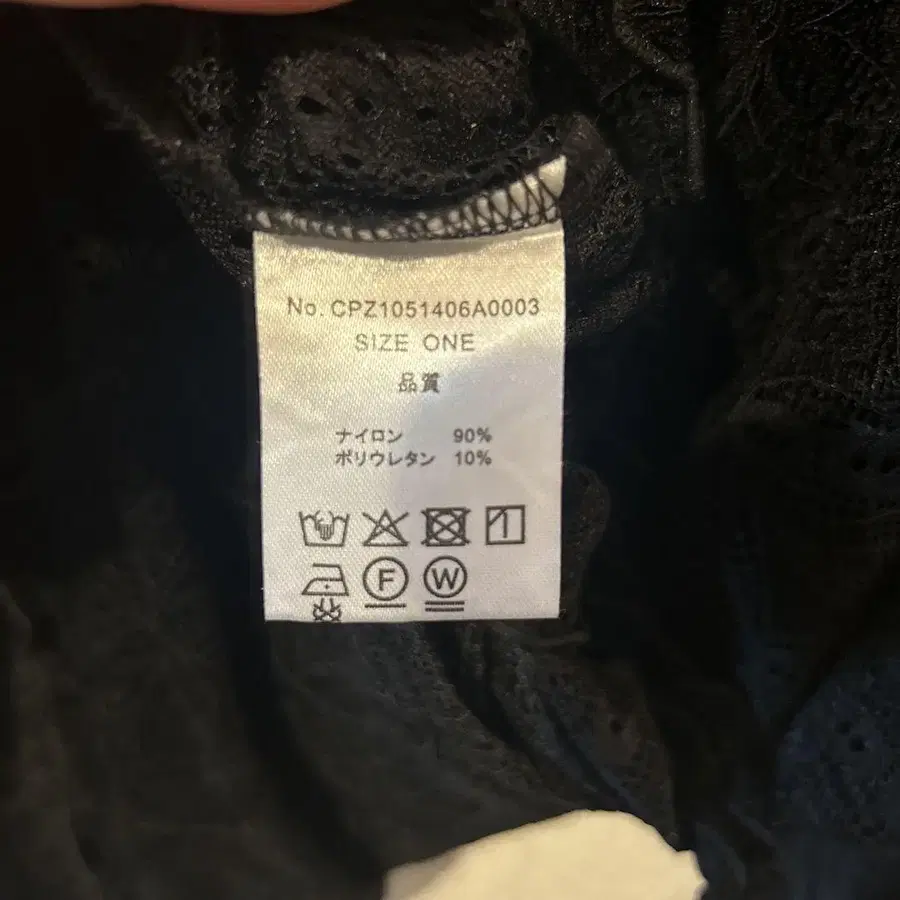 No. CPZ1051406A0003
SIZE ONE
品質
ナイロン 90%
ポリウレタン 10%
F W